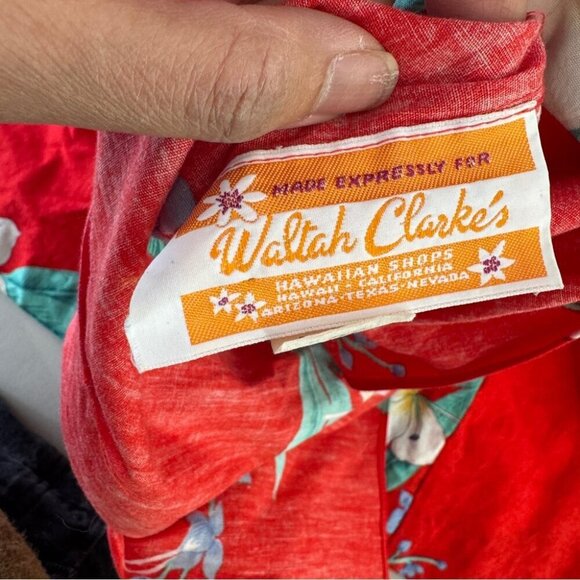 MADE EXPRESSLY FOR
Waltah Clarke's
HAWAIIAN SHOPS
HAWAII - CALIFORNIA
ARIZONA-TEXAS-NEVADA